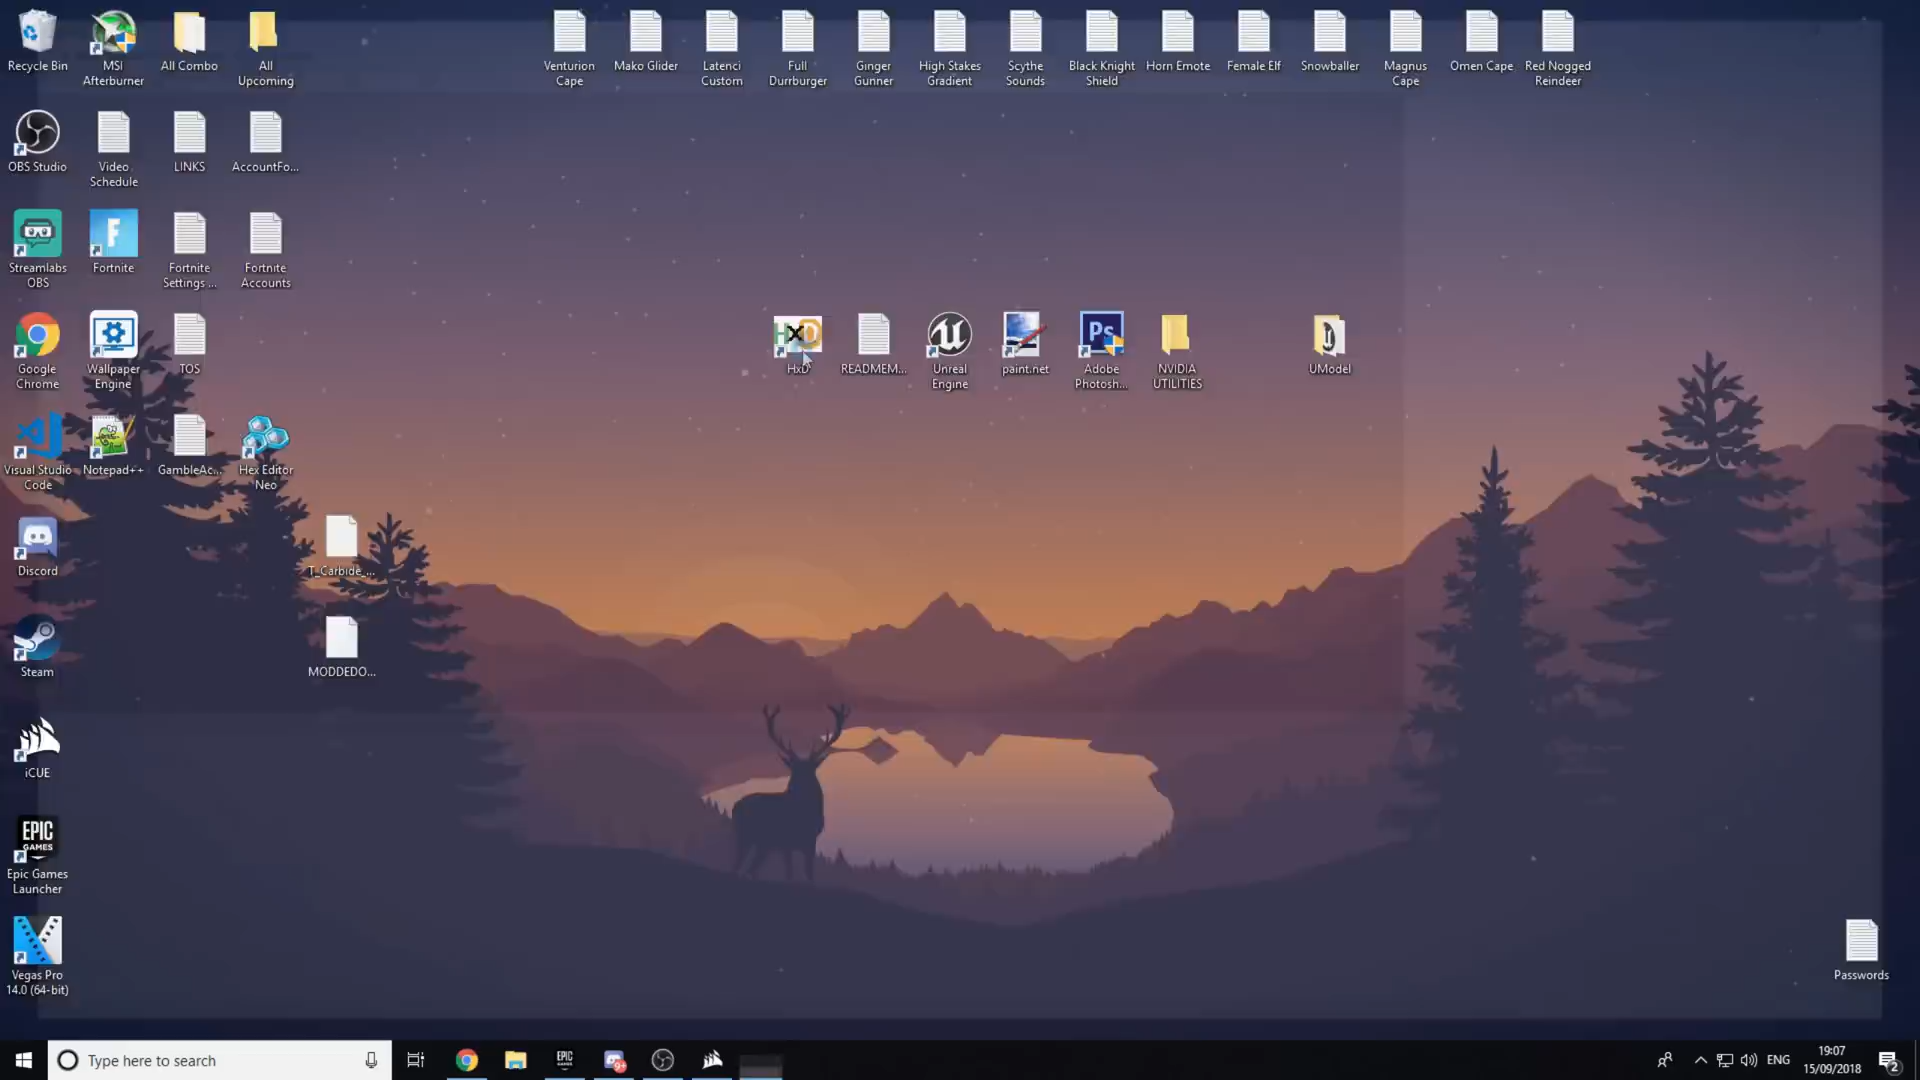 Recycle Bin
MSI
Afterburner
All Combo
All
Upcoming
Venturion
Cape
Mako Glider
Latenci
Custom
Full
Durrburger
Ginger
Gunner
High Stakes
Gradient
Scythe
Sounds
Black Knight
Shield
Horn Emote
Female Elf
Snowballer
Magnus
Cape
Omen Cape
Red Nogged
Reindeer
OBS Studio
Video
Schedule
LINKS
AccountFo...
Streamlabs
OBS
F
Fortnite
Fortnite
Settings ...
Fortnite
Accounts
Google
Chrome
Wallpaper
Engine
TOS
HxD
HxD
READMEM...
Unreal
Engine
paint.net
Ps
Adobe
Photosh...
NVIDIA
UTILITIES
UModel
Visual Studio
Code
Notepad++
GambleAc...
Hex Editor
Neo
Discord
T_Carbide_...
Steam
MODDEDO...
iCUE
EPIC
GAMES
Epic Games
Launcher
Vegas Pro
14.0 (64-bit)
Passwords
Type here to search
EPIC
9+
ENG
19:07
15/09/2018
2